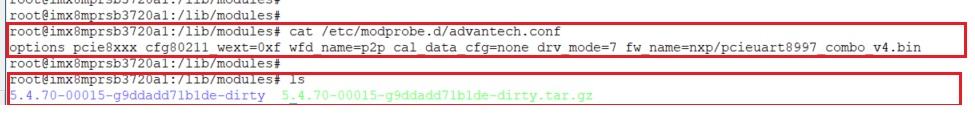 root@imx8mprsb3720a1:/lib/modules#
root@imx8mprsb3720a1:/lib/modules#
root@imx8mprsb3720a1:/lib/modules# cat /etc/modprobe.d/advantech.conf
options pcie8xxx cfg80211_wext=0xf wfd_name=p2p cal_data_cfg=none drv_mode=7 fw_name=nxp/pcieuart8997_combo_v4.bin
root@imx8mprsb3720a1:/lib/modules#
root@imx8mprsb3720a1:/lib/modules# ls
5.4.70-00015-g9ddadd71b1de-dirty  5.4.70-00015-g9ddadd71b1de-dirty.tar.gz